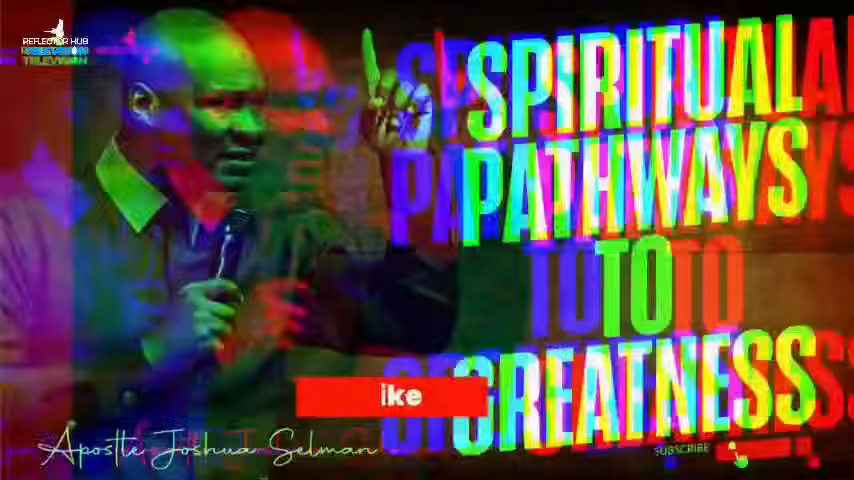 REFLECTOR HUB
TELEVISION
SPIRITUAL
PATHWAYS
TO
GREATNESS
ike
Apostle Joshua Selman
SUBSCRIBE